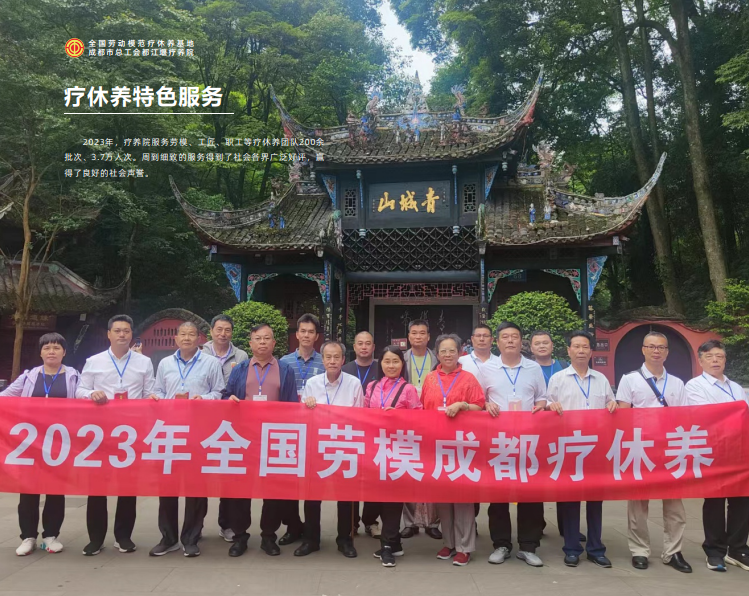 全国劳动模范疗休养基地
成都市总工会都江堰疗养院
疗休养特色服务
2023年，疗养院服务劳模、工匠、职工等疗休养团队200余
批次、3.7万人次。周到细致的服务得到了社会各界广泛好评，赢
得了良好的社会声誉。
青城山
2023年全国劳模成都疗休养